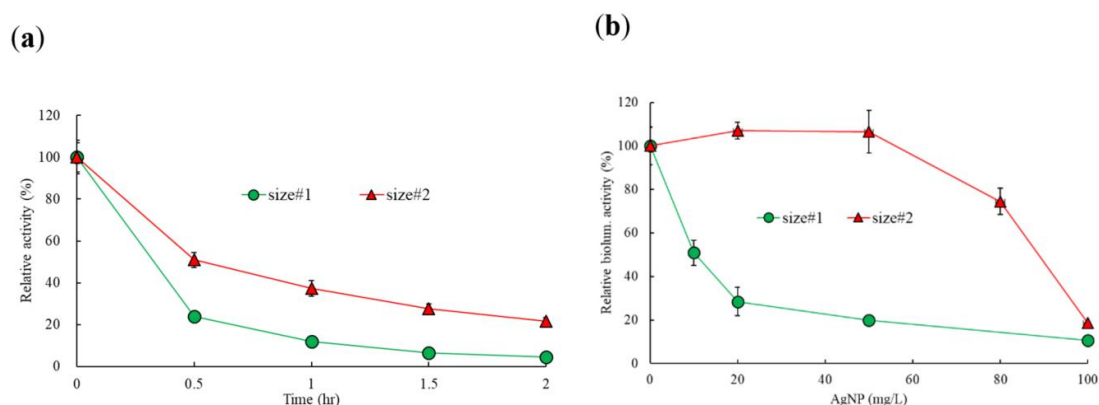 (a)
(b)
120
100
80
60
40
20
0
Relative activity (%)
size#1 size#2
0 0.5 1 1.5 2
Time (hr)
120
100
80
60
40
20
0
Relative biolum. activity (%)
size#1 size#2
0 20 40 60 80 100
AgNP (mg/L)